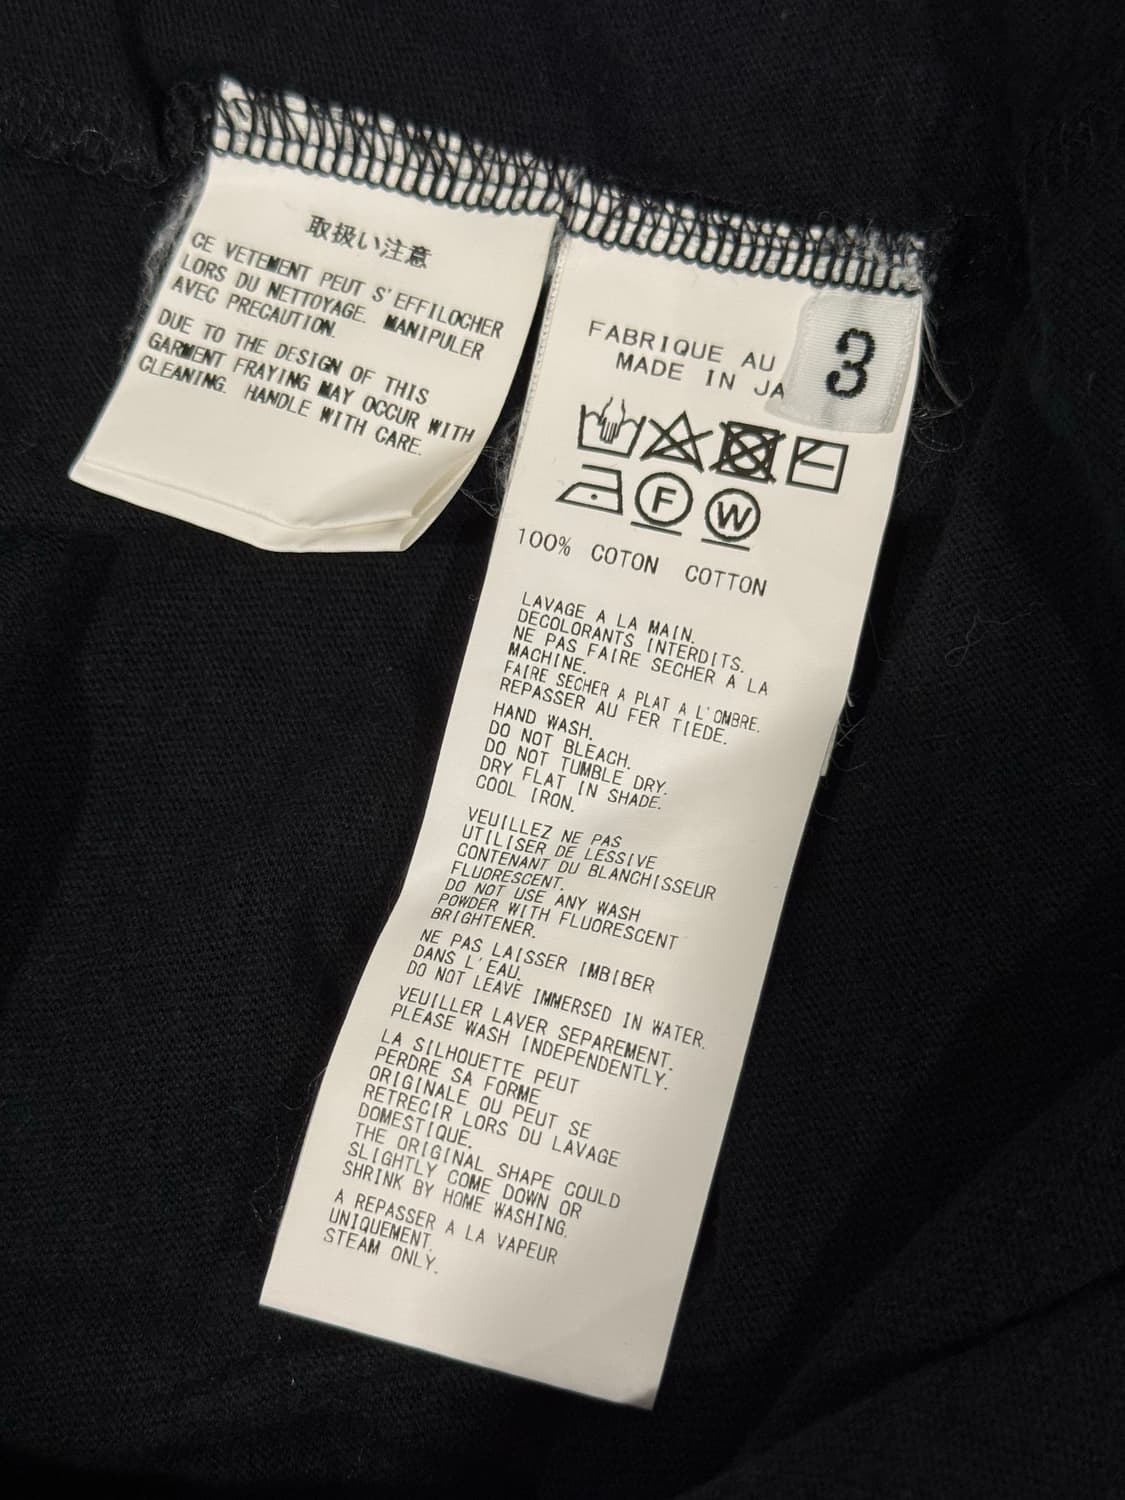 取扱い注意
CE VETEMENT PEUT S'EFFILOCHER
LORS DU NETTOYAGE. MANIPULER
AVEC PRECAUTION.
DUE TO THE DESIGN OF THIS
GARMENT FRAYING MAY OCCUR WITH
CLEANING. HANDLE WITH CARE.
3
FABRIQUE AU
MADE IN JA
F W
100% COTON COTTON
LAVAGE A LA MAIN.
DECOLORANTS INTERDITS.
NE PAS FAIRE SECHER A LA
MACHINE.
FAIRE SECHER A PLAT A L'OMBRE.
REPASSER AU FER TIEDE.
HAND WASH.
DO NOT BLEACH.
DO NOT TUMBLE DRY.
DRY FLAT IN SHADE.
COOL IRON.
VEUILLEZ NE PAS
UTILISER DE LESSIVE
CONTENANT DU BLANCHISSEUR
FLUORESCENT.
DO NOT USE ANY WASH
POWDER WITH FLUORESCENT
BRIGHTENER.
NE PAS LAISSER IMBIBER
DANS L'EAU.
DO NOT LEAVE IMMERSED IN WATER.
VEUILLER LAVER SEPAREMENT.
PLEASE WASH INDEPENDENTLY.
LA SILHOUETTE PEUT
PERDRE SA FORME
ORIGINALE OU PEUT SE
RETRECIR LORS DU LAVAGE
DOMESTIQUE.
THE ORIGINAL SHAPE COULD
SLIGHTLY COME DOWN OR
SHRINK BY HOME WASHING.
A REPASSER A LA VAPEUR
UNIQUEMENT.
STEAM ONLY.